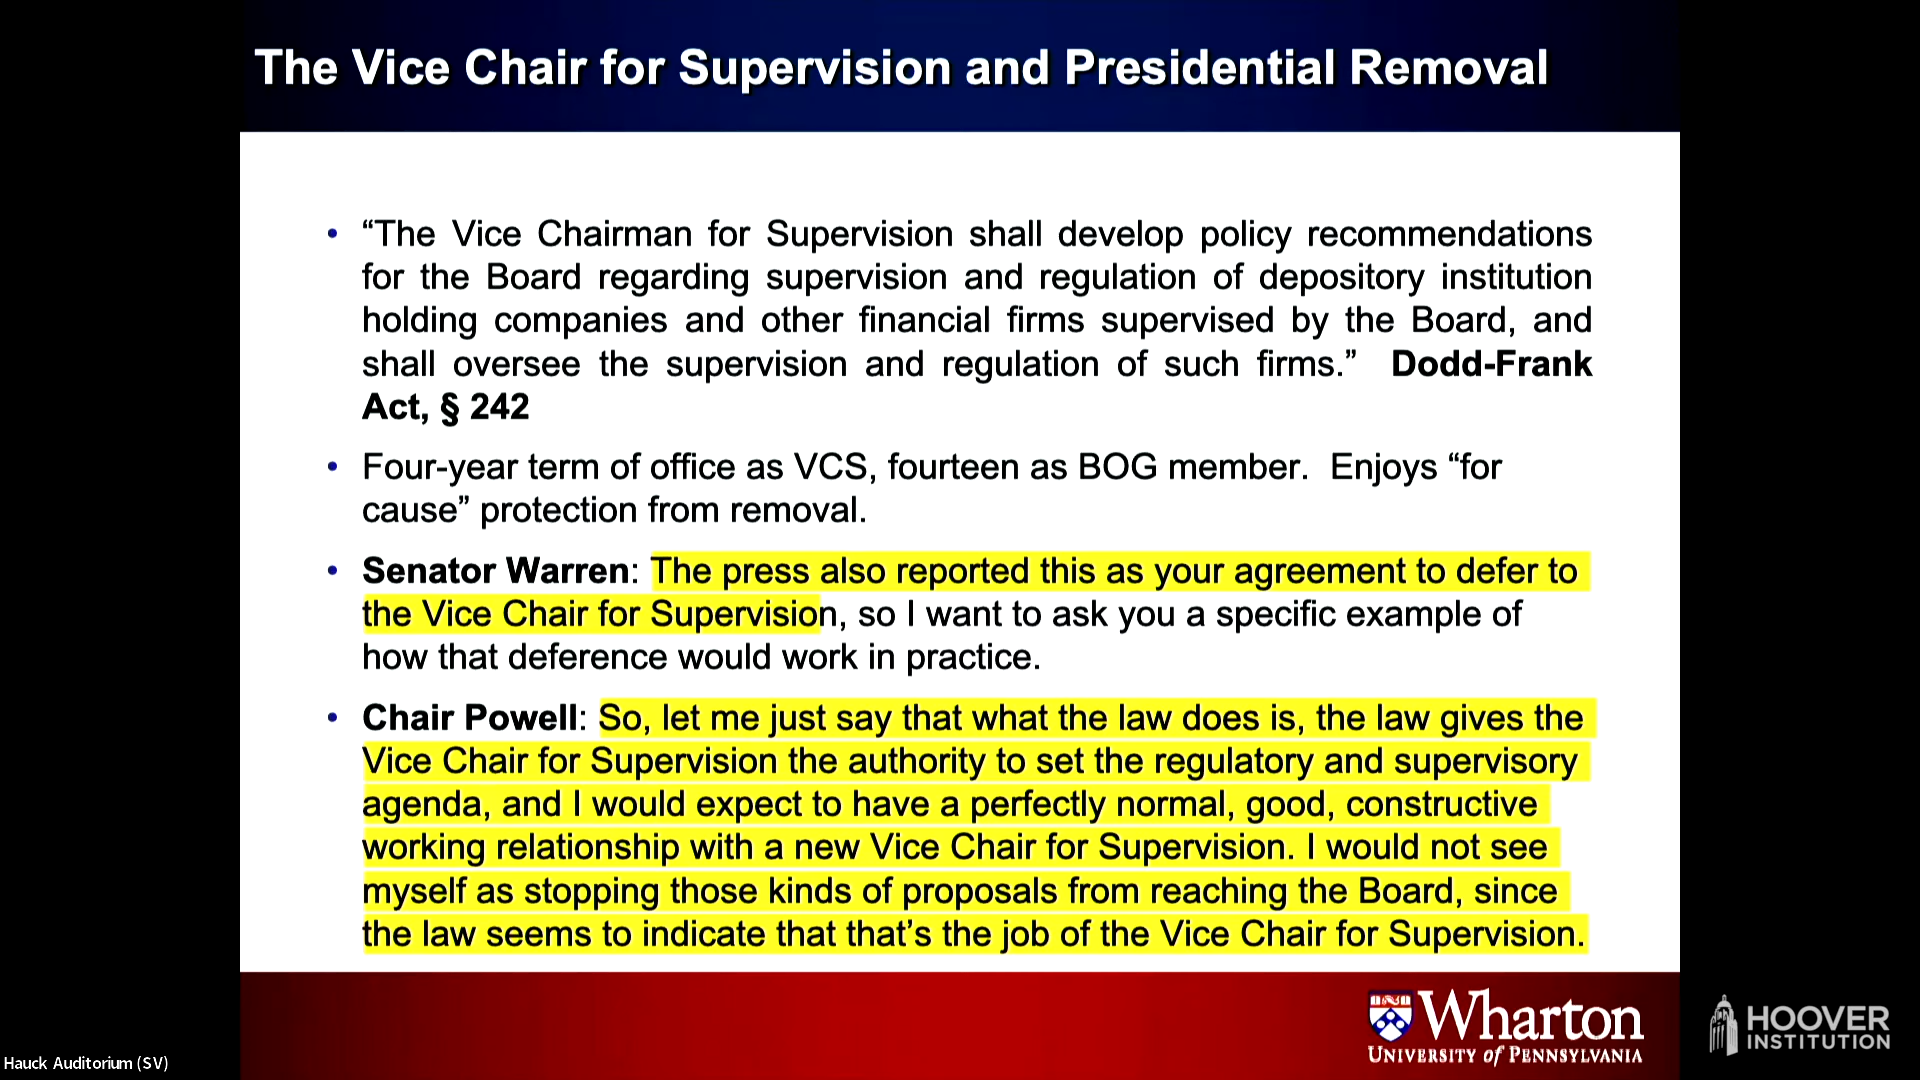 The Vice Chair for Supervision and Presidential Removal
• “The Vice Chairman for Supervision shall develop policy recommendations
for the Board regarding supervision and regulation of depository institution
holding companies and other financial firms supervised by the Board, and
shall oversee the supervision and regulation of such firms.” Dodd-Frank
Act, § 242
• Four-year term of office as VCS, fourteen as BOG member. Enjoys “for
cause” protection from removal.
• Senator Warren: The press also reported this as your agreement to defer to
the Vice Chair for Supervision, so I want to ask you a specific example of
how that deference would work in practice.
• Chair Powell: So, let me just say that what the law does is, the law gives the
Vice Chair for Supervision the authority to set the regulatory and supervisory
agenda, and I would expect to have a perfectly normal, good, constructive
working relationship with a new Vice Chair for Supervision. I would not see
myself as stopping those kinds of proposals from reaching the Board, since
the law seems to indicate that that’s the job of the Vice Chair for Supervision.
Wharton
UNIVERSITY of PENNSYLVANIA
HOOVER
INSTITUTION
Hauck Auditorium (SV)